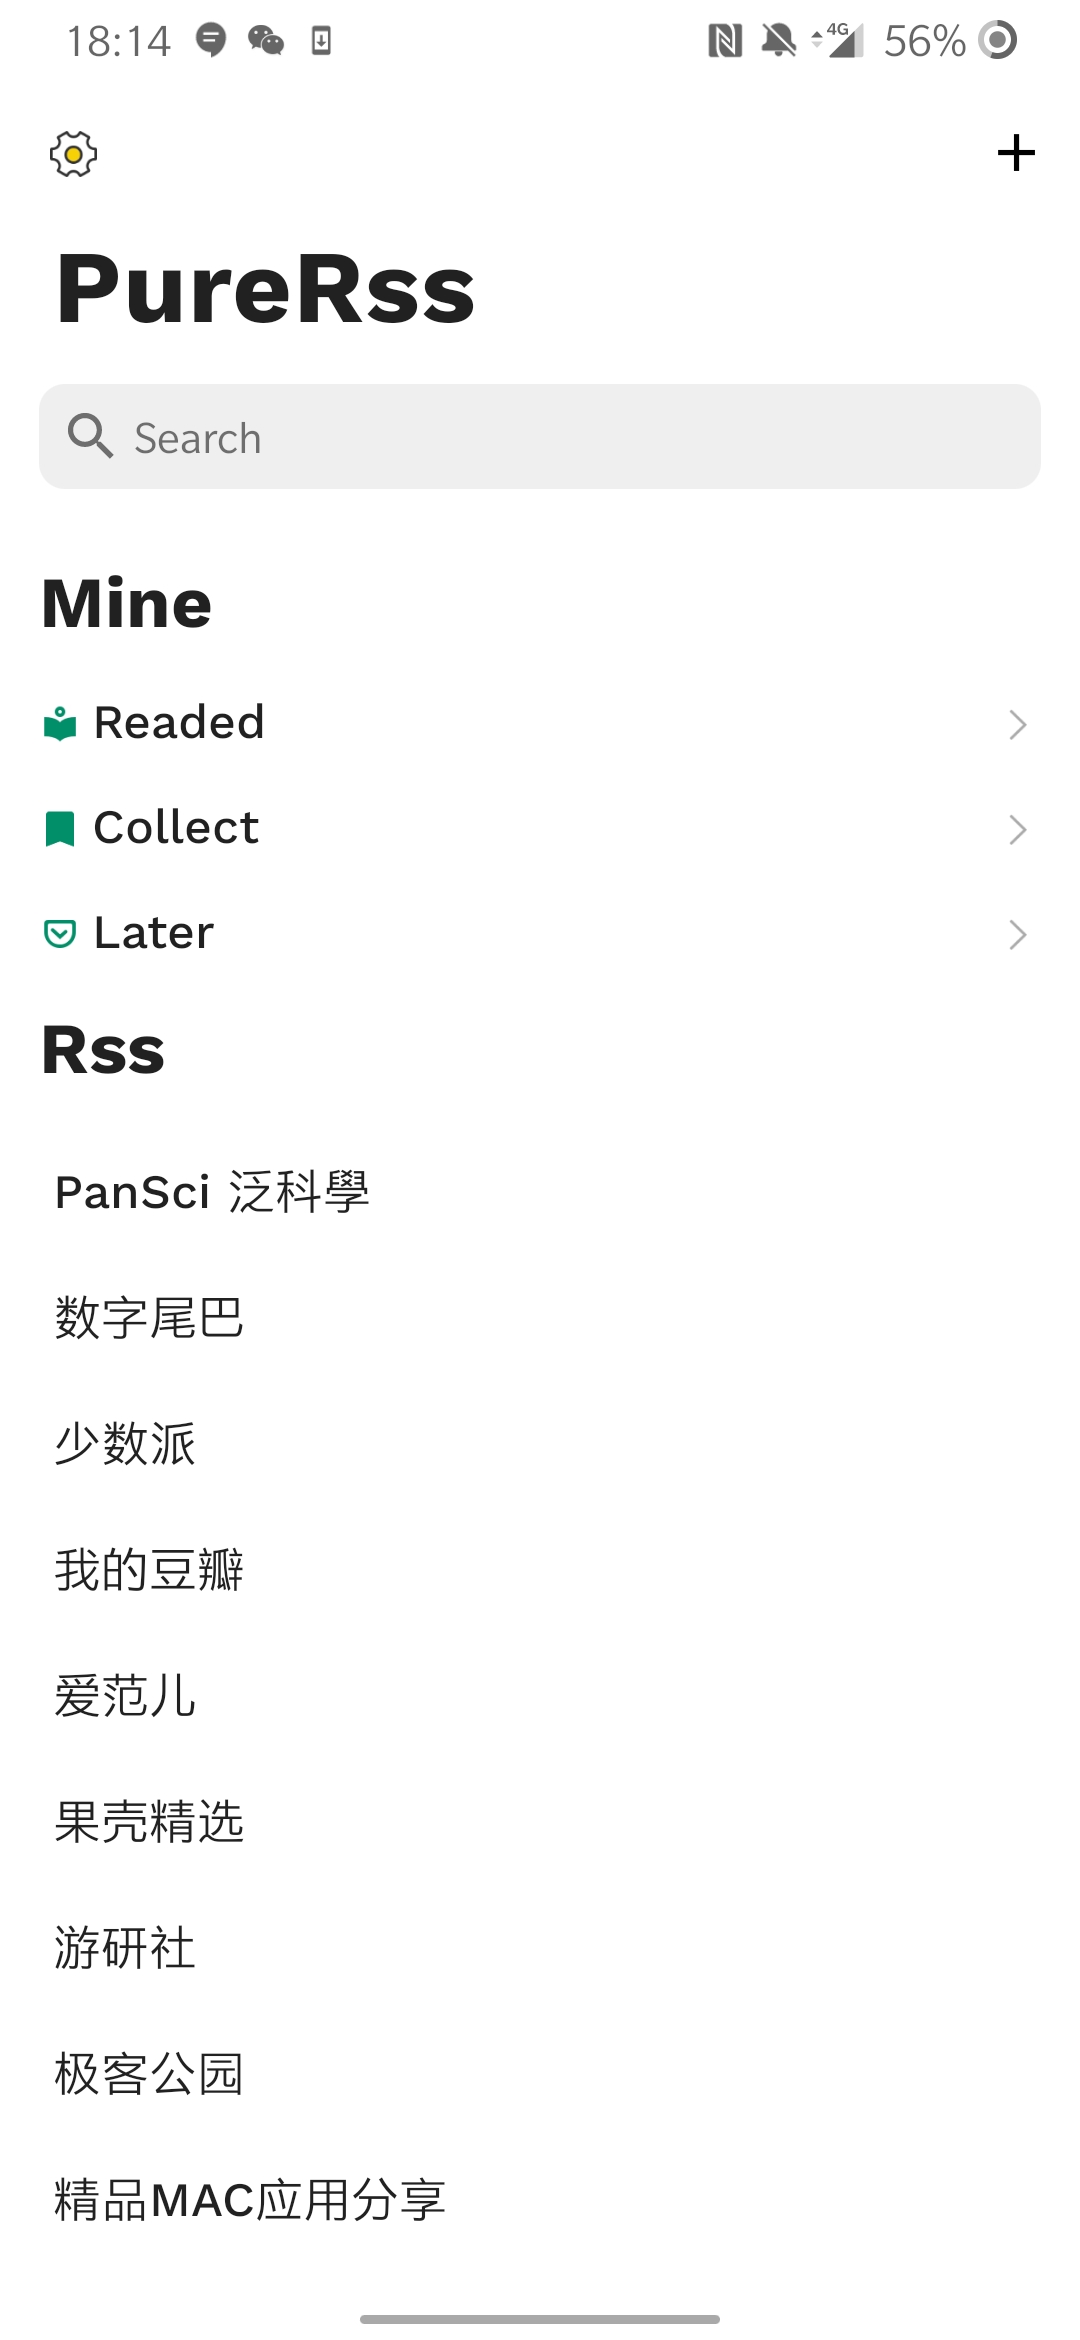 18:14
4G
56%
PureRss
Search
Mine
Readed
Collect
Later
Rss
PanSci 泛科學
数字尾巴
少数派
我的豆瓣
爱范儿
果壳精选
游研社
极客公园
精品MAC应用分享